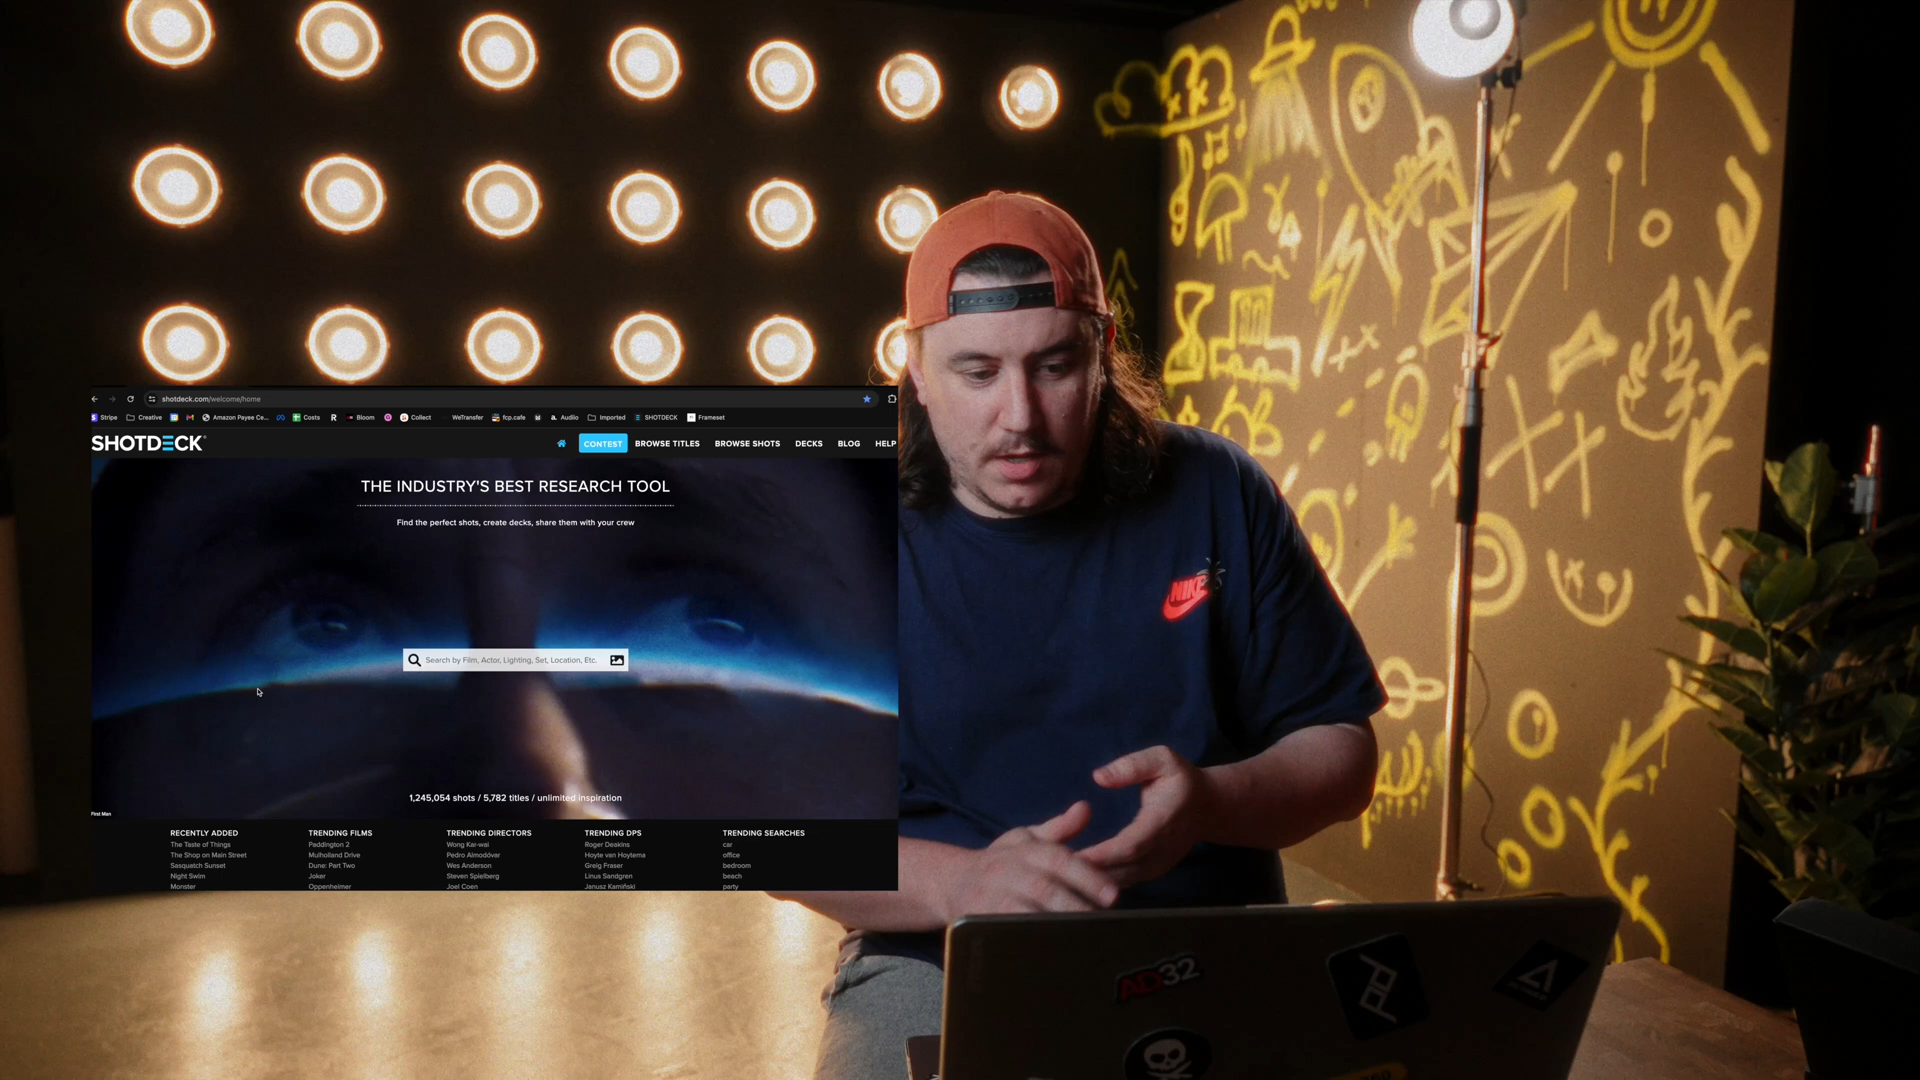 shotdeck.com/welcome/home
Stripe Creative Amazon Payee Ce... Costs R Bloom Collect WeTransfer fcp.cafe a. Audiio Imported SHOTDECK Frameset
SHOTDECK
CONTEST BROWSE TITLES BROWSE SHOTS DECKS BLOG HELP
THE INDUSTRY'S BEST RESEARCH TOOL
Find the perfect shots, create decks, share them with your crew
Search by Film, Actor, Lighting, Set, Location, Etc.
1,245,054 shots / 5,782 titles / unlimited inspiration
First Man
RECENTLY ADDED
The Taste of Things
The Shop on Main Street
Sasquatch Sunset
Night Swim
Monster
TRENDING FILMS
Paddington 2
Mulholland Drive
Dune: Part Two
Joker
Oppenheimer
TRENDING DIRECTORS
Wong Kar-wai
Pedro Almodóvar
Wes Anderson
Steven Spielberg
Joel Coen
TRENDING DPS
Roger Deakins
Hoyte van Hoytema
Greig Fraser
Linus Sandgren
Janusz Kamiński
TRENDING SEARCHES
car
office
bedroom
beach
party
NIKE
AD32